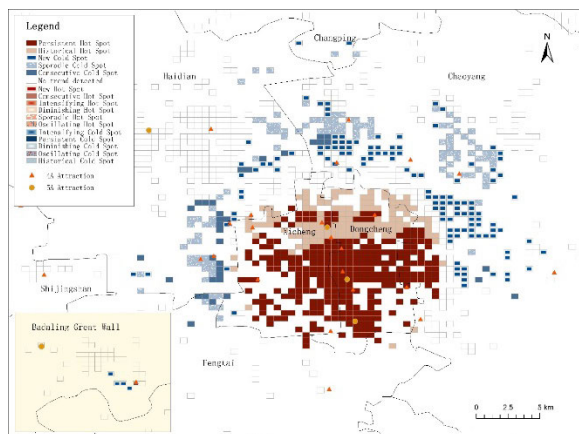 Legend
Persistent Hot Spot
Historical Hot Spot
New Cold Spot
Sporadic Cold Spot
Consecutive Cold Spot
No trend detected
New Hot Spot
Consecutive Hot Spot
Intensifying Hot Spot
Diminishing Hot Spot
Sporadic Hot Spot
Oscillating Hot Spot
Intensifying Cold Spot
Persistent Cold Spot
Diminishing Cold Spot
Oscillating Cold Spot
Historical Cold Spot
4A Attraction
5A Attraction
Changping
N
Haidian
Chaoyang
Xicheng
Dongcheng
Shijingshan
Badaling Great Wall
Fengtai
0 2.5 5 km